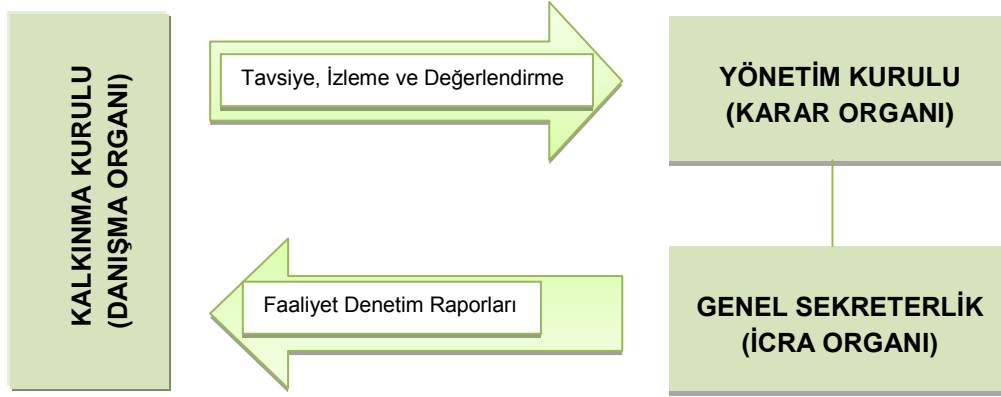 KALKINMA KURULU
(DANIŞMA ORGANI)
Tavsiye, İzleme ve Değerlendirme
YÖNETİM KURULU
(KARAR ORGANI)
Faaliyet Denetim Raporları
GENEL SEKRETERLİK
(İCRA ORGANI)